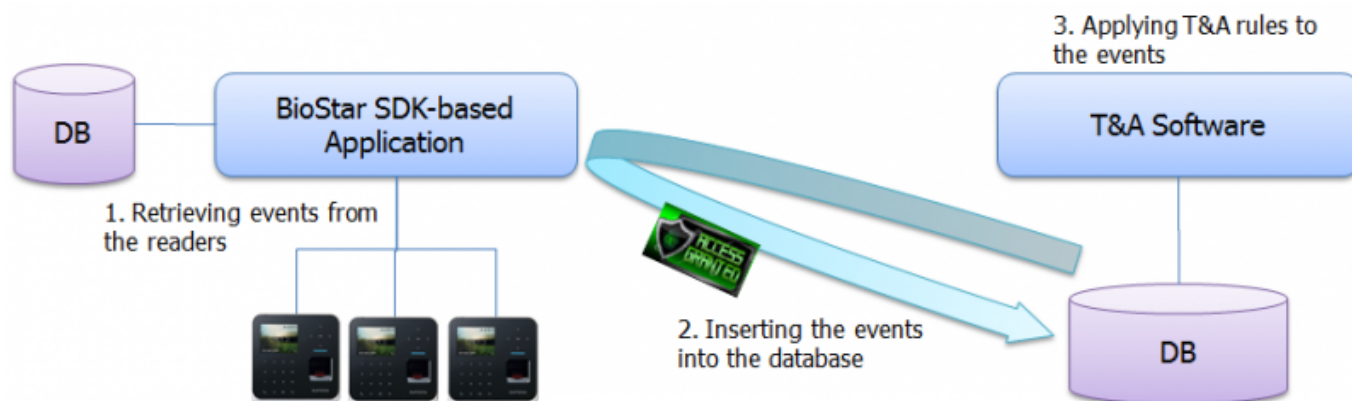 3. Applying T&A rules to
the events
DB
BioStar SDK-based
Application
T&A Software
1. Retrieving events from
the readers
ACCESS
GRANTED
2. Inserting the events
into the database
DB